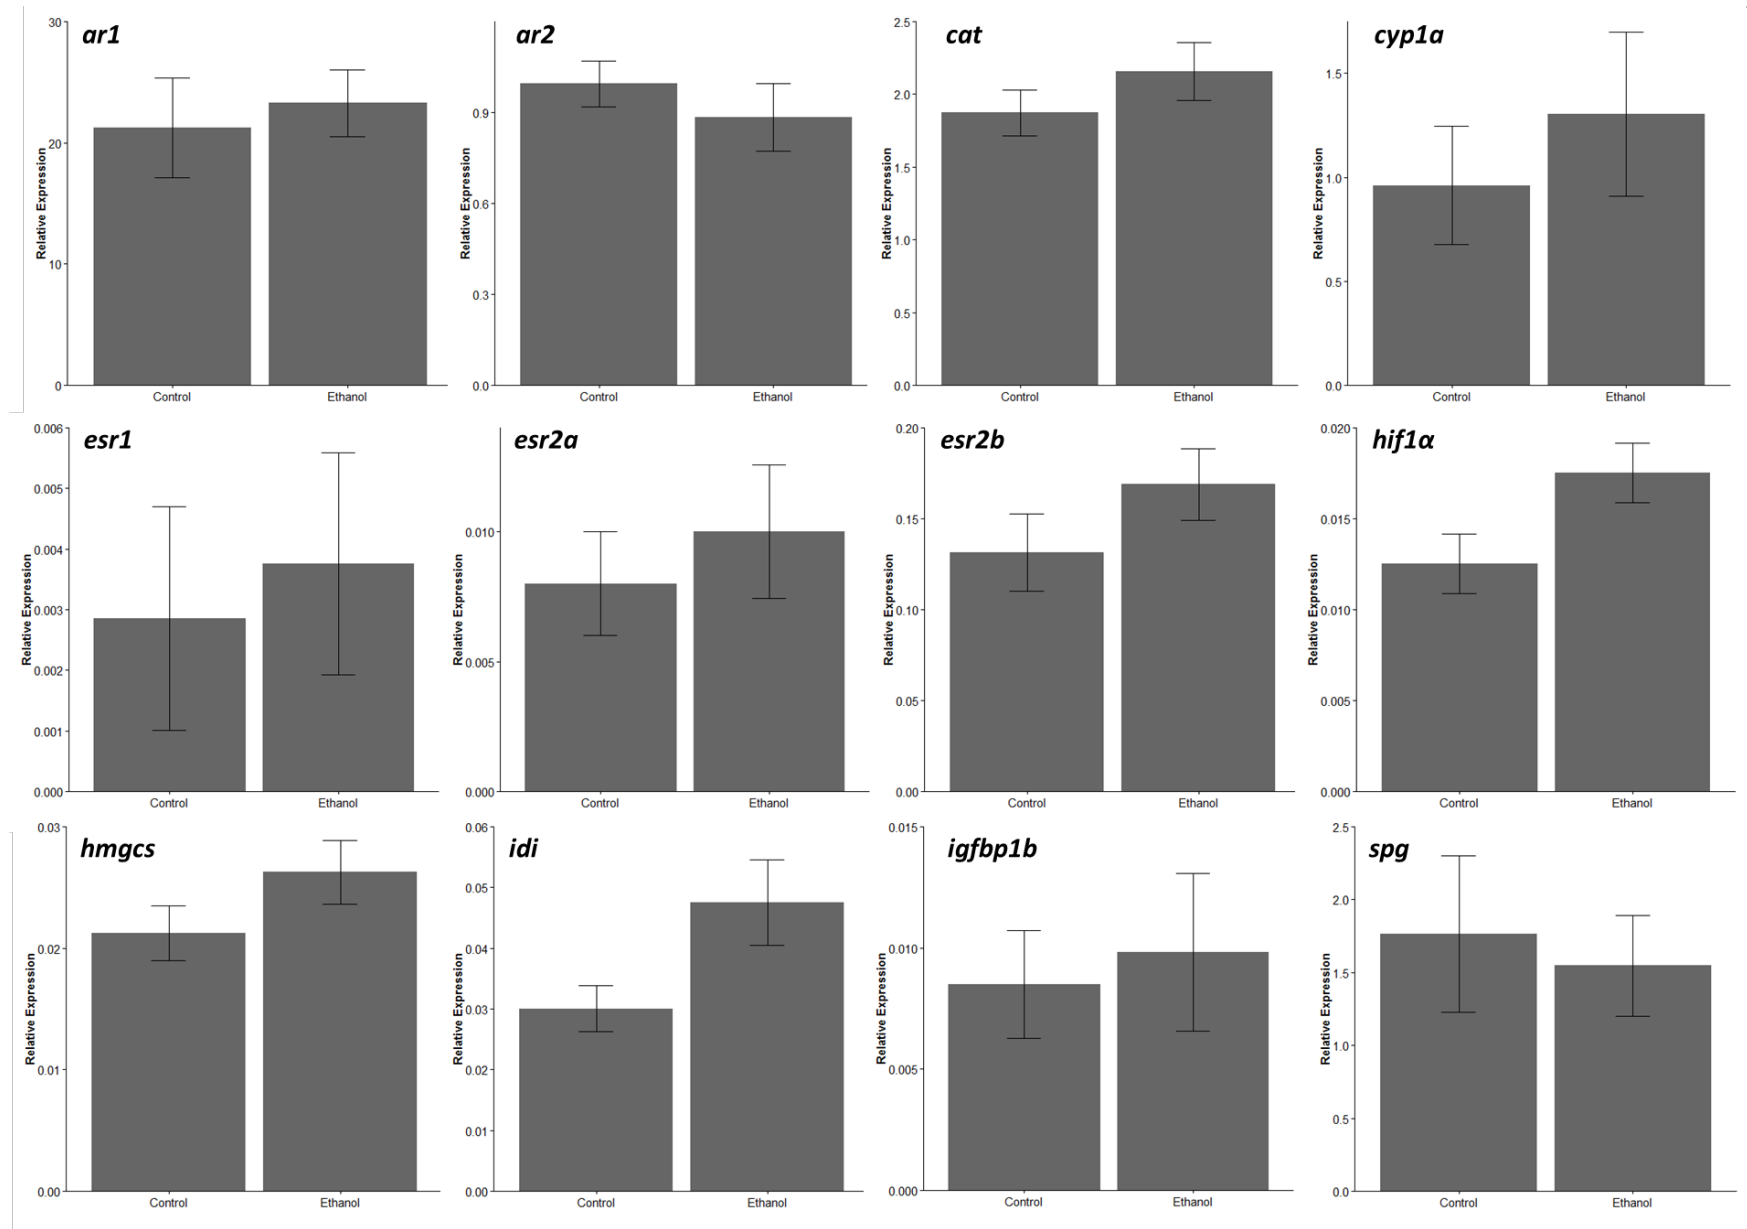 ar1
30
20
10
0
Relative Expression
Control Ethanol
ar2
0.9
0.6
0.3
0.0
Relative Expression
Control Ethanol
cat
2.5
2.0
1.5
1.0
0.5
0.0
Relative Expression
Control Ethanol
cyp1a
1.5
1.0
0.5
0.0
Relative Expression
Control Ethanol
esr1
0.006
0.005
0.004
0.003
0.002
0.001
0.000
Relative Expression
Control Ethanol
esr2a
0.010
0.005
0.000
Relative Expression
Control Ethanol
esr2b
0.20
0.15
0.10
0.05
0.00
Relative Expression
Control Ethanol
hif1α
0.020
0.015
0.010
0.005
0.000
Relative Expression
Control Ethanol
hmgcs
0.03
0.02
0.01
0.00
Relative Expression
Control Ethanol
idi
0.06
0.05
0.04
0.03
0.02
0.01
0.00
Relative Expression
Control Ethanol
igfbp1b
0.015
0.010
0.005
0.000
Relative Expression
Control Ethanol
spg
2.5
2.0
1.5
1.0
0.5
0.0
Relative Expression
Control Ethanol